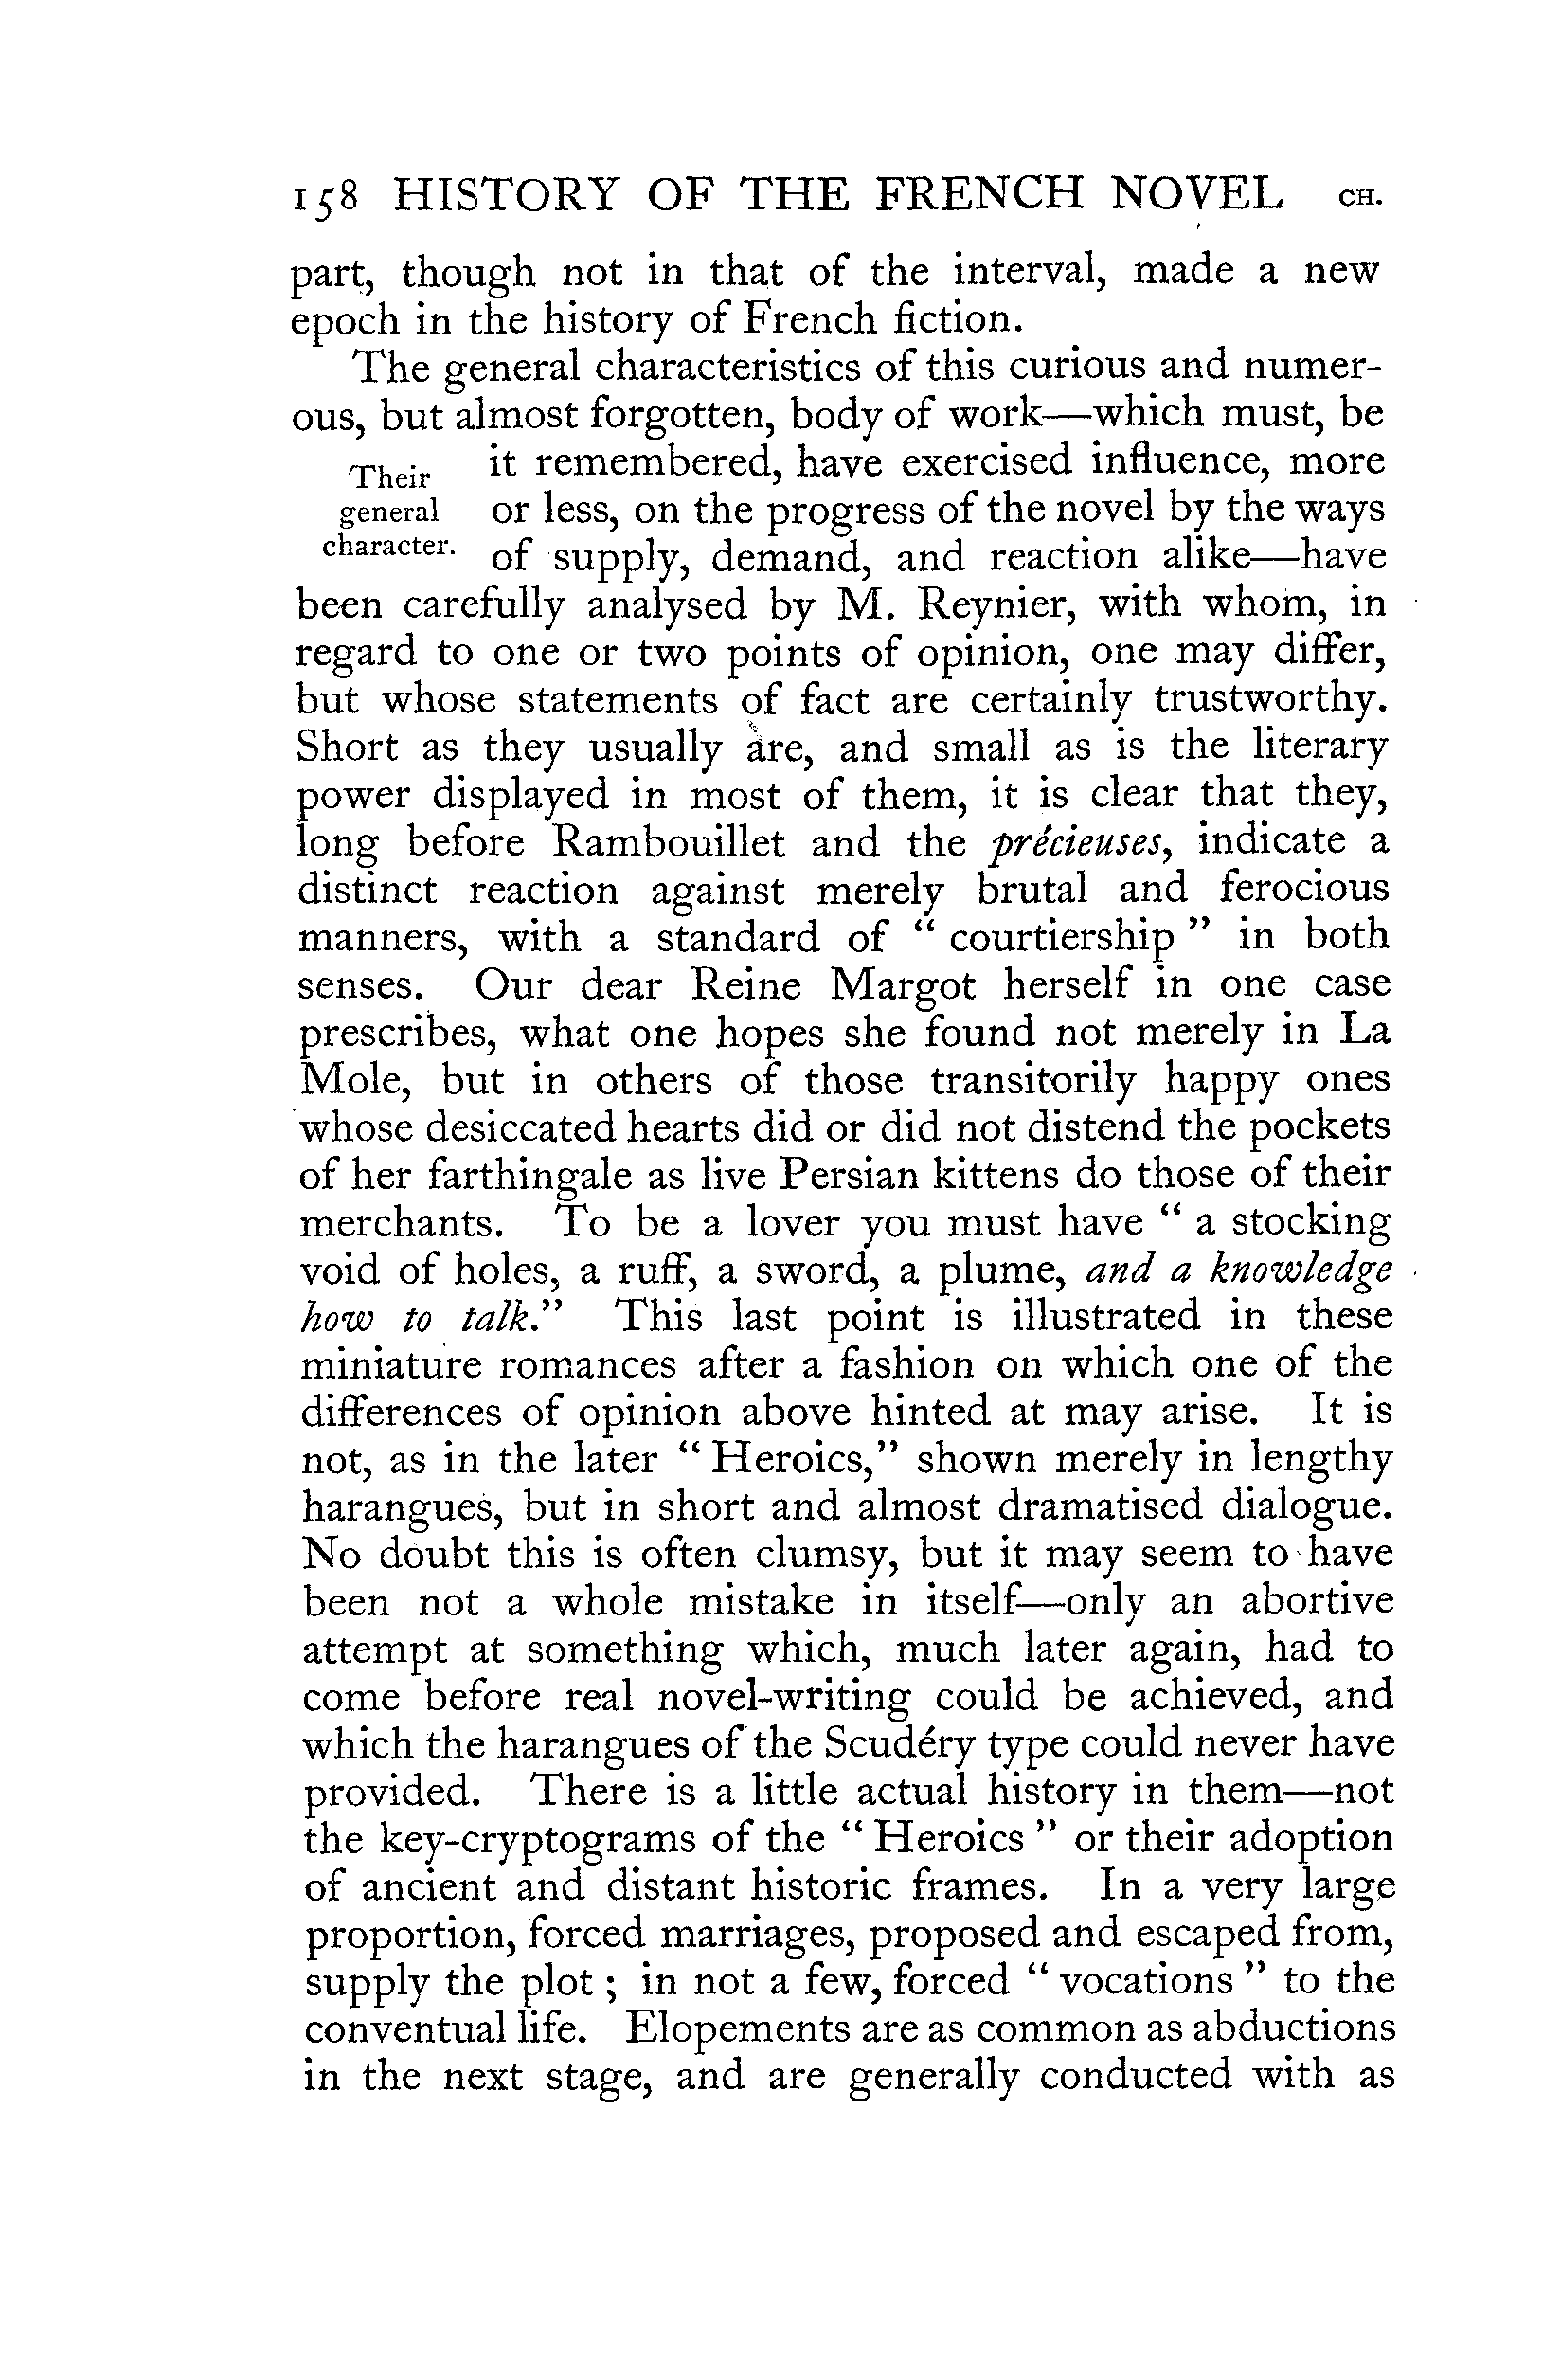 158 HISTORY OF THE FRENCH NOVEL CH.
part, though not in that of the interval, made a new
epoch in the history of French fiction.
The general characteristics of this curious and numer-
ous, but almost forgotten, body of work—which must, be
Their
general
character.
it remembered, have exercised influence, more
or less, on the progress of the novel by the ways
of supply, demand, and reaction alike—have
been carefully analysed by M. Reynier, with whom, in
regard to one or two points of opinion, one may differ,
but whose statements of fact are certainly trustworthy.
Short as they usually are, and small as is the literary
power displayed in most of them, it is clear that they,
long before Rambouillet and the précieuses, indicate a
distinct reaction against merely brutal and ferocious
manners, with a standard of “ courtiership ” in both
senses. Our dear Reine Margot herself in one case
prescribes, what one hopes she found not merely in La
Mole, but in others of those transitorily happy ones
whose desiccated hearts did or did not distend the pockets
of her farthingale as live Persian kittens do those of their
merchants. To be a lover you must have “ a stocking
void of holes, a ruff, a sword, a plume, and a knowledge
how to talk.” This last point is illustrated in these
miniature romances after a fashion on which one of the
differences of opinion above hinted at may arise. It is
not, as in the later “ Heroics,” shown merely in lengthy
harangues, but in short and almost dramatised dialogue.
No doubt this is often clumsy, but it may seem to have
been not a whole mistake in itself—only an abortive
attempt at something which, much later again, had to
come before real novel-writing could be achieved, and
which the harangues of the Scudéry type could never have
provided. There is a little actual history in them—not
the key-cryptograms of the “ Heroics ” or their adoption
of ancient and distant historic frames. In a very large
proportion, forced marriages, proposed and escaped from,
supply the plot ; in not a few, forced “ vocations ” to the
conventual life. Elopements are as common as abductions
in the next stage, and are generally conducted with as